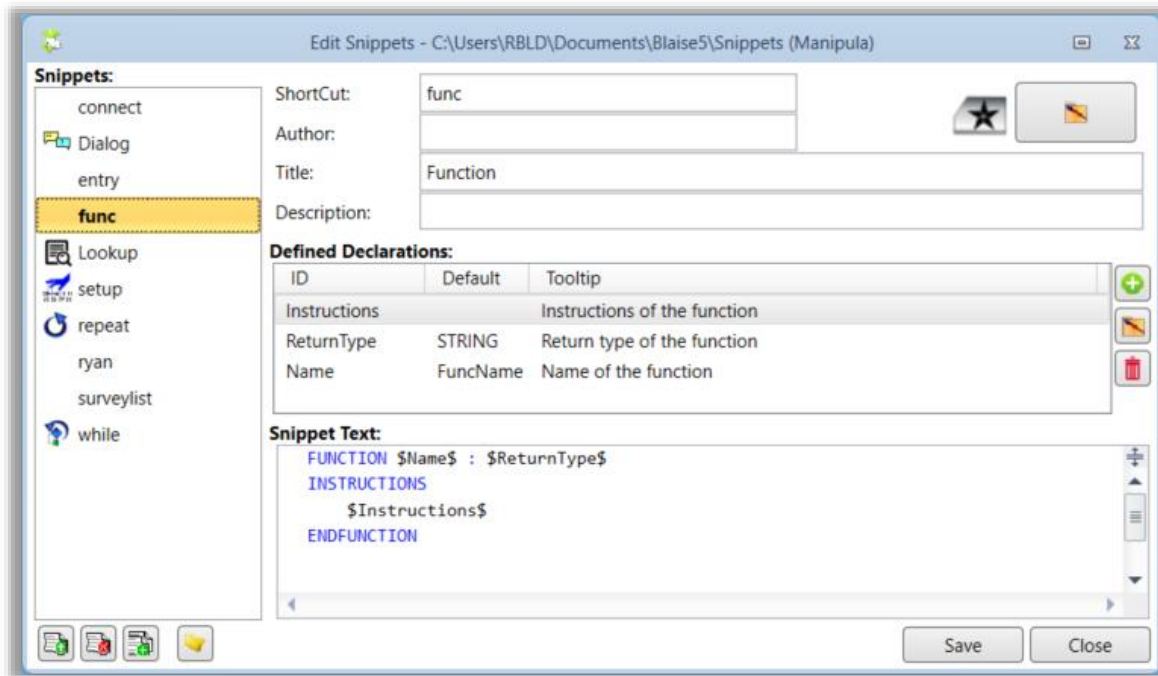 Edit Snippets - C:\Users\RBLD\Documents\Blaise5\Snippets (Manipula)
Snippets:
connect
Dialog
entry
func
Lookup
setup
repeat
ryan
surveylist
while
ShortCut: func
Author:
Title: Function
Description:
Defined Declarations:
ID Default Tooltip
Instructions Instructions of the function
ReturnType STRING Return type of the function
Name FuncName Name of the function
Snippet Text:
FUNCTION $Name$ : $ReturnType$
INSTRUCTIONS
$Instructions$
ENDFUNCTION
Save Close